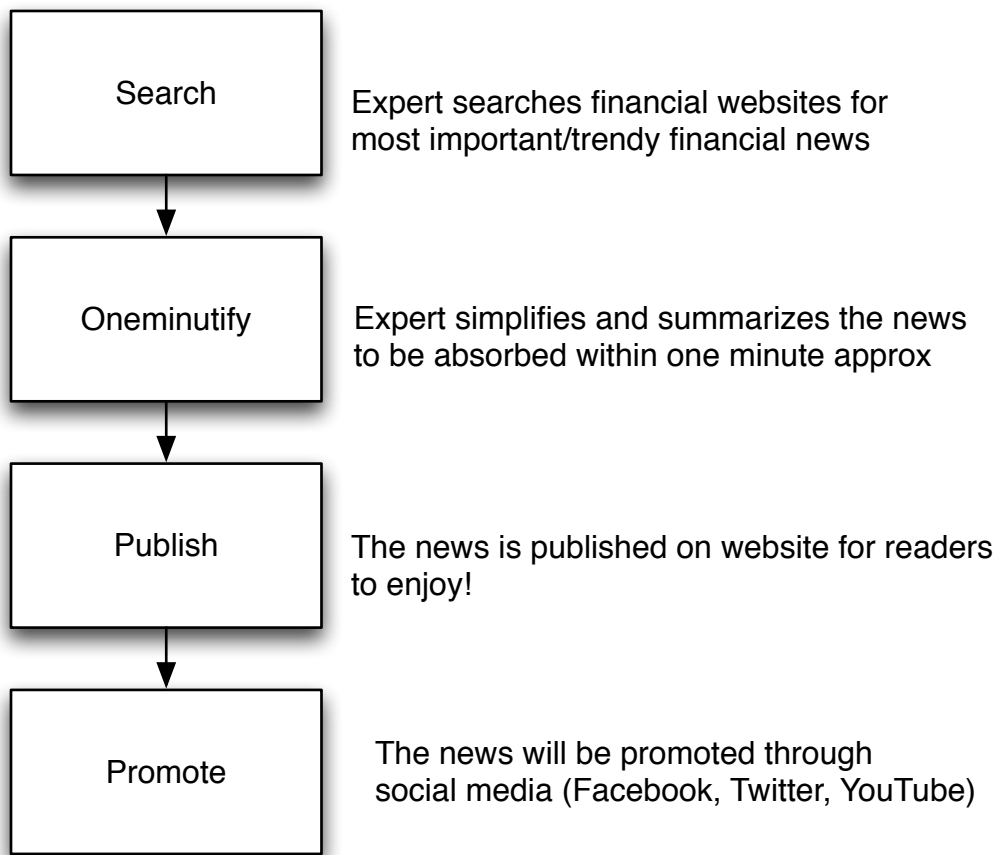 Search
Expert searches financial websites for
most important/trendy financial news
Oneminutify
Expert simplifies and summarizes the news
to be absorbed within one minute approx
Publish
The news is published on website for readers
to enjoy!
Promote
The news will be promoted through
social media (Facebook, Twitter, YouTube)